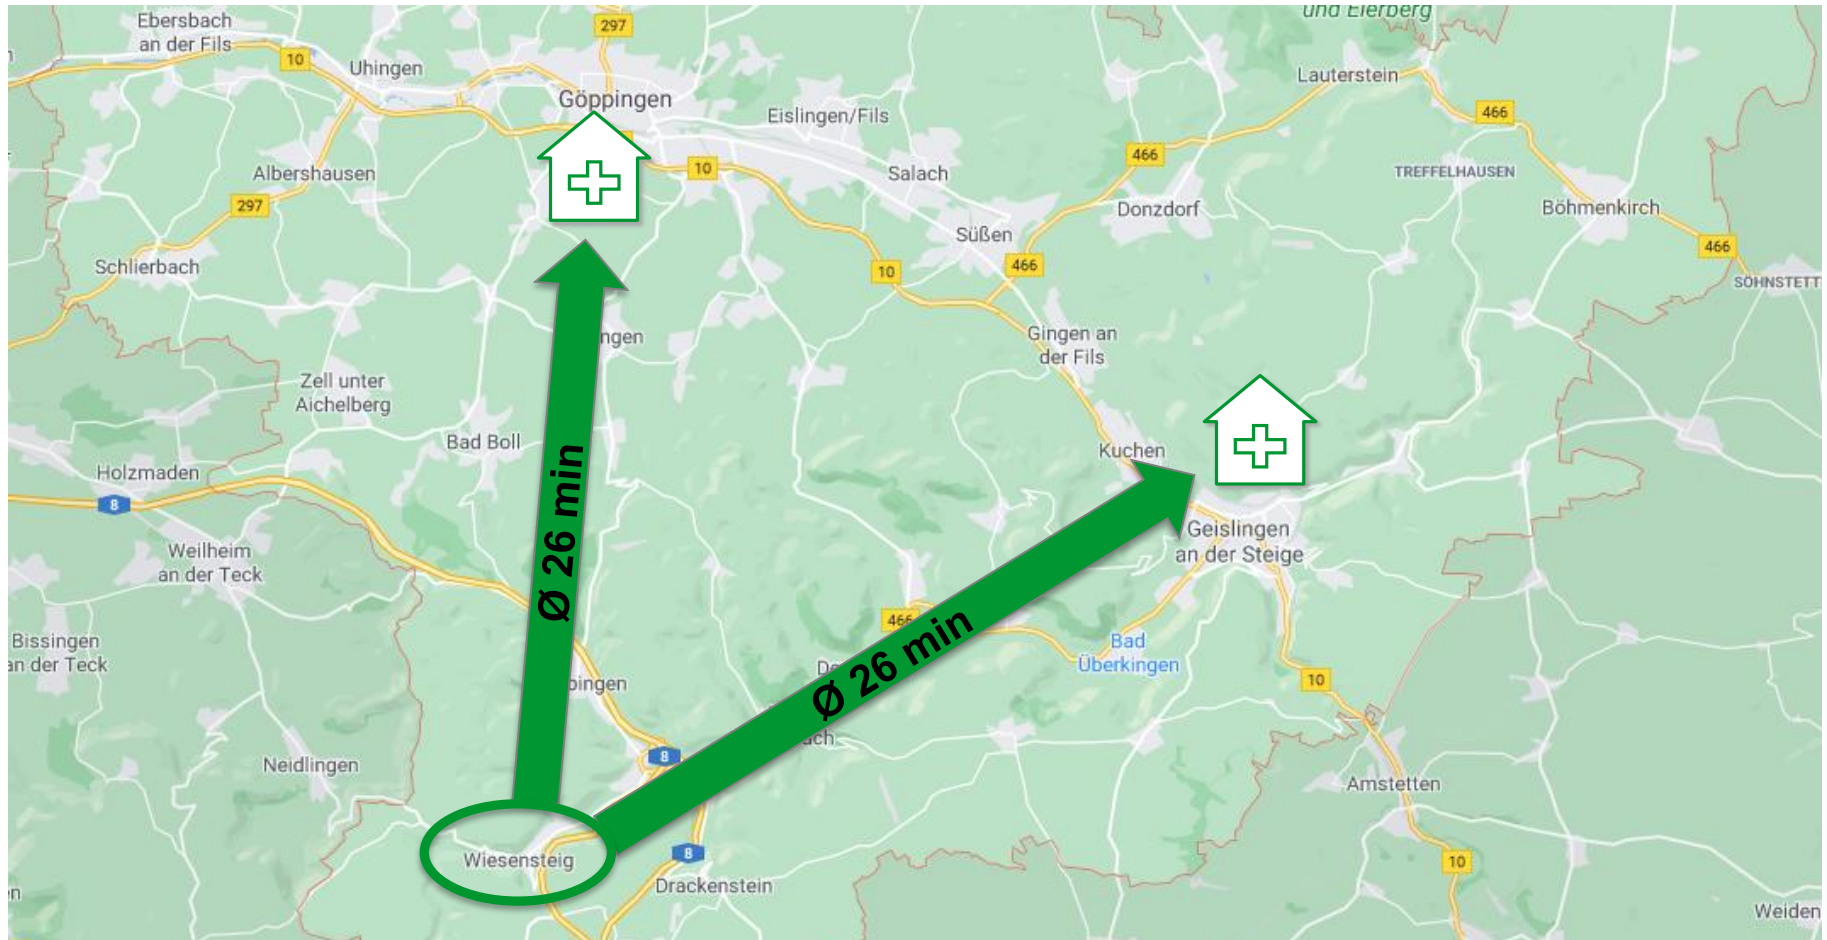 und Eierberg
Ebersbach
an der Fils
297
10
Uhingen
Lauterstein
Göppingen
Eislingen/Fils
466
466
Albershausen
10
Salach
TREFFELHAUSEN
297
Donzdorf
Böhmenkirch
Süßen
466
Schlierbach
10
466
SÖHNSTETT
ngen
Gingen an
der Fils
Zell unter
Aichelberg
Bad Boll
Kuchen
Holzmaden
8
Ø 26 min
Geislingen
an der Steige
Weilheim
an der Teck
466
Ø 26 min
Bad
Überkingen
Bissingen
an der Teck
De
bingen
10
ach
8
Neidlingen
Amstetten
Wiesensteig
8
10
Drackenstein
en
Weiden